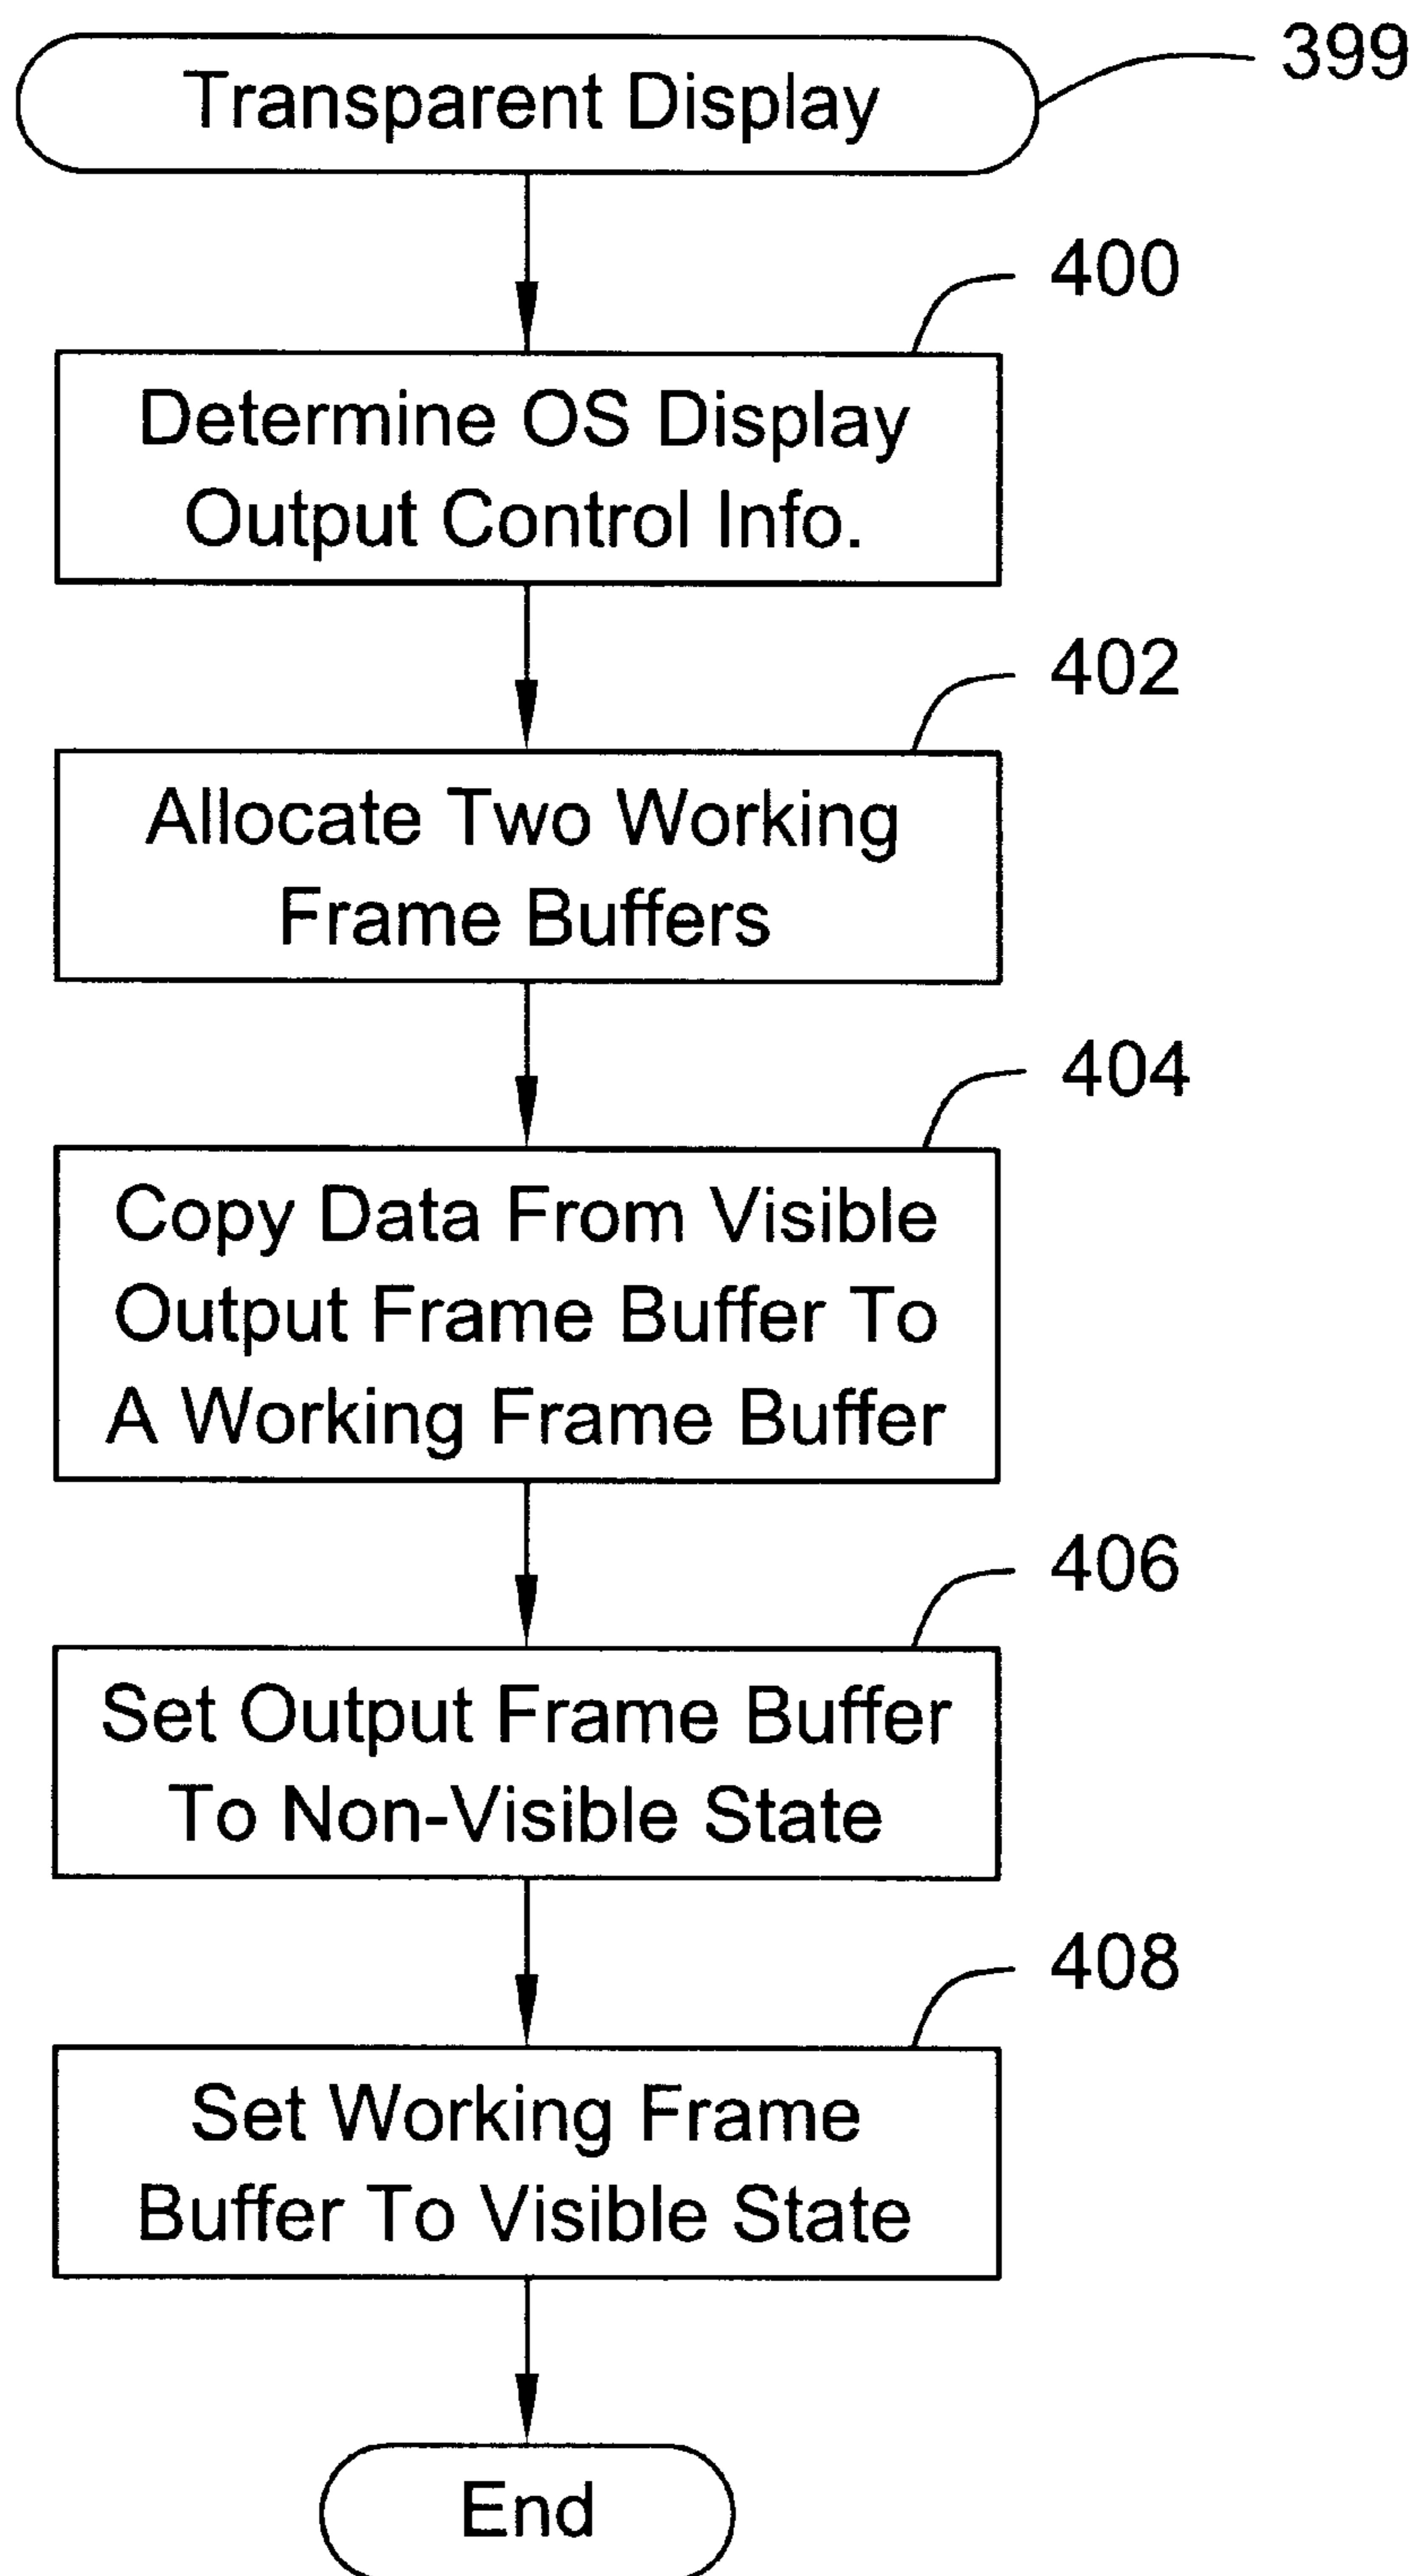 399
Transparent Display
400
Determine OS Display
Output Control Info.
402
Allocate Two Working
Frame Buffers
404
Copy Data From Visible
Output Frame Buffer To
A Working Frame Buffer
406
Set Output Frame Buffer
To Non-Visible State
408
Set Working Frame
Buffer To Visible State
End